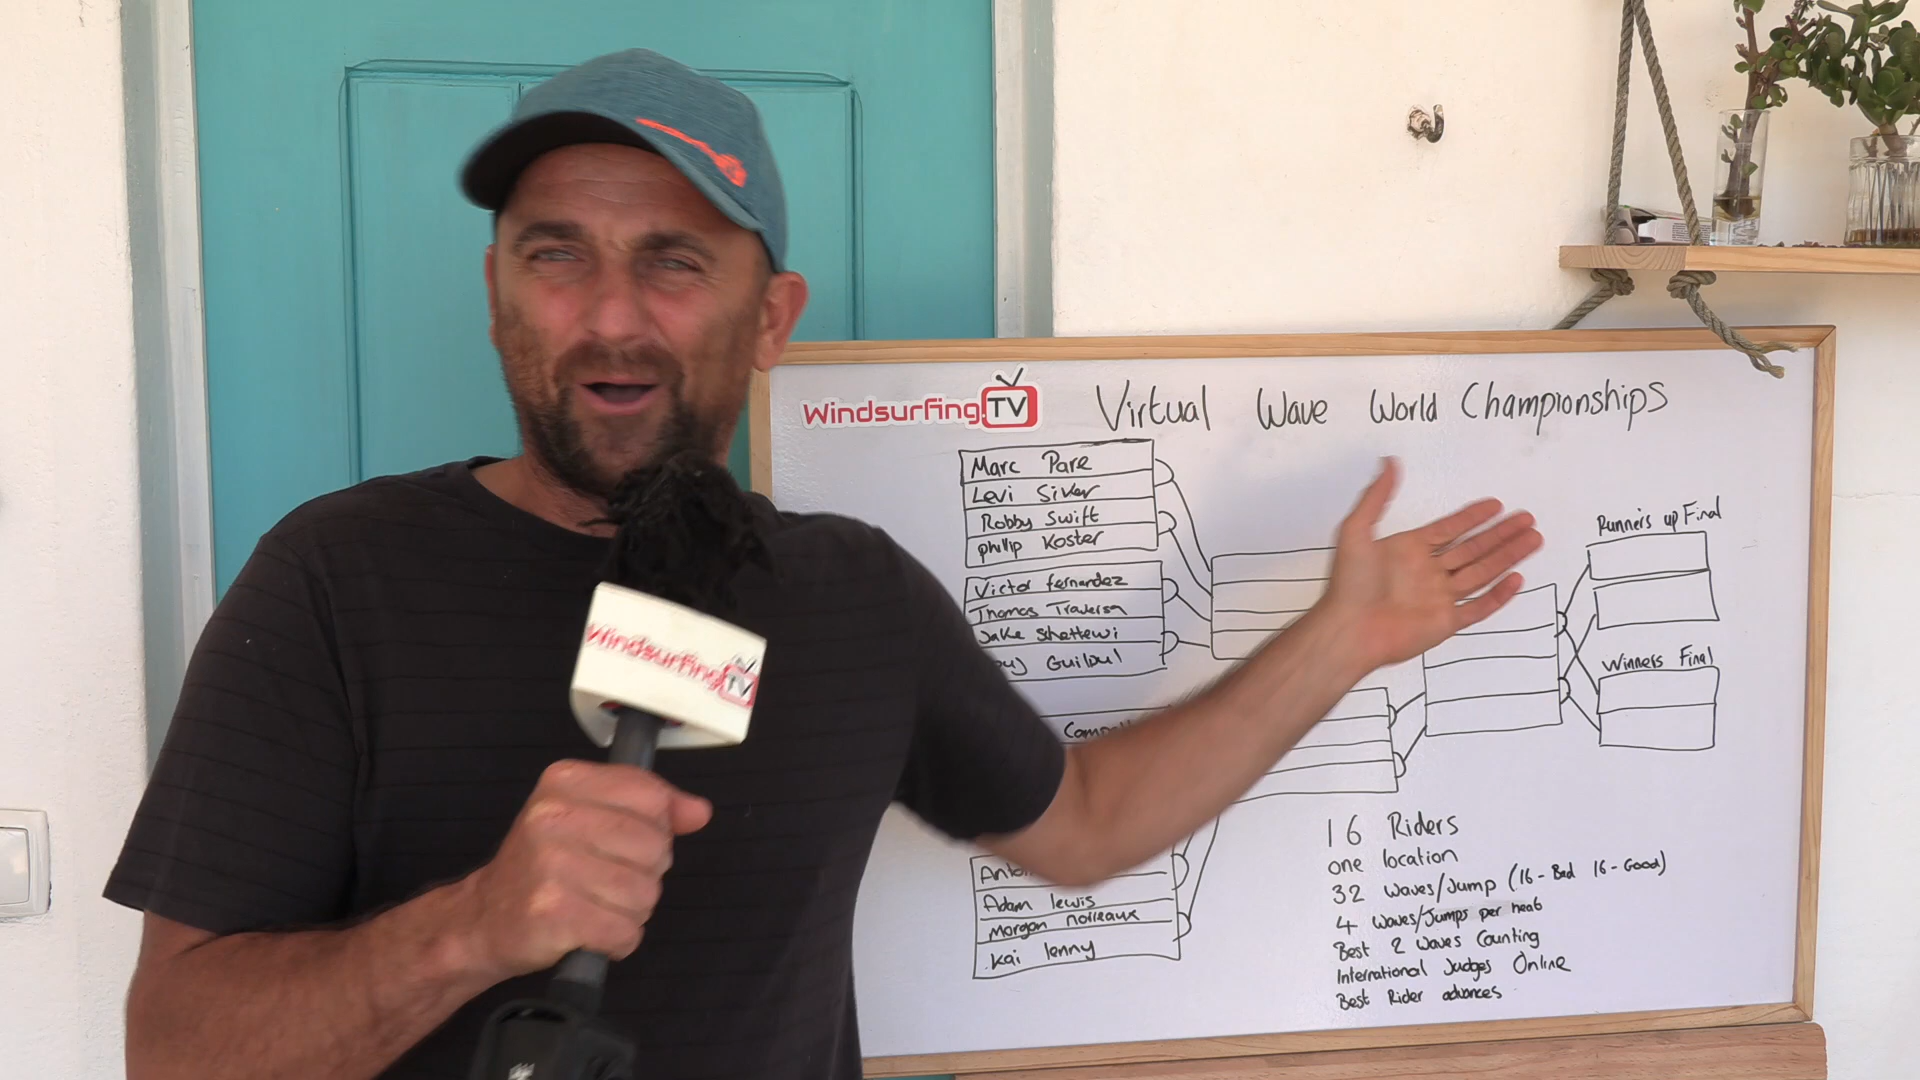 Windsurfing TV
Virtual Wave World Championships
Marc Pare
Levi Siver
Robby Swift
philip Koster
Victor fernandez
Thomas Traversa
Jake Schettewi
Guilbul
Adam lewis
Morgan noireaux
Kai lenny
Runners up Final
Winners Final
Windsurfing TV
16 Riders
one location
32 Waves/Jump (16-Bad 16-Good)
4 Waves/Jumps per heat
Best 2 Waves Counting
International Judges Online
Best Rider advances